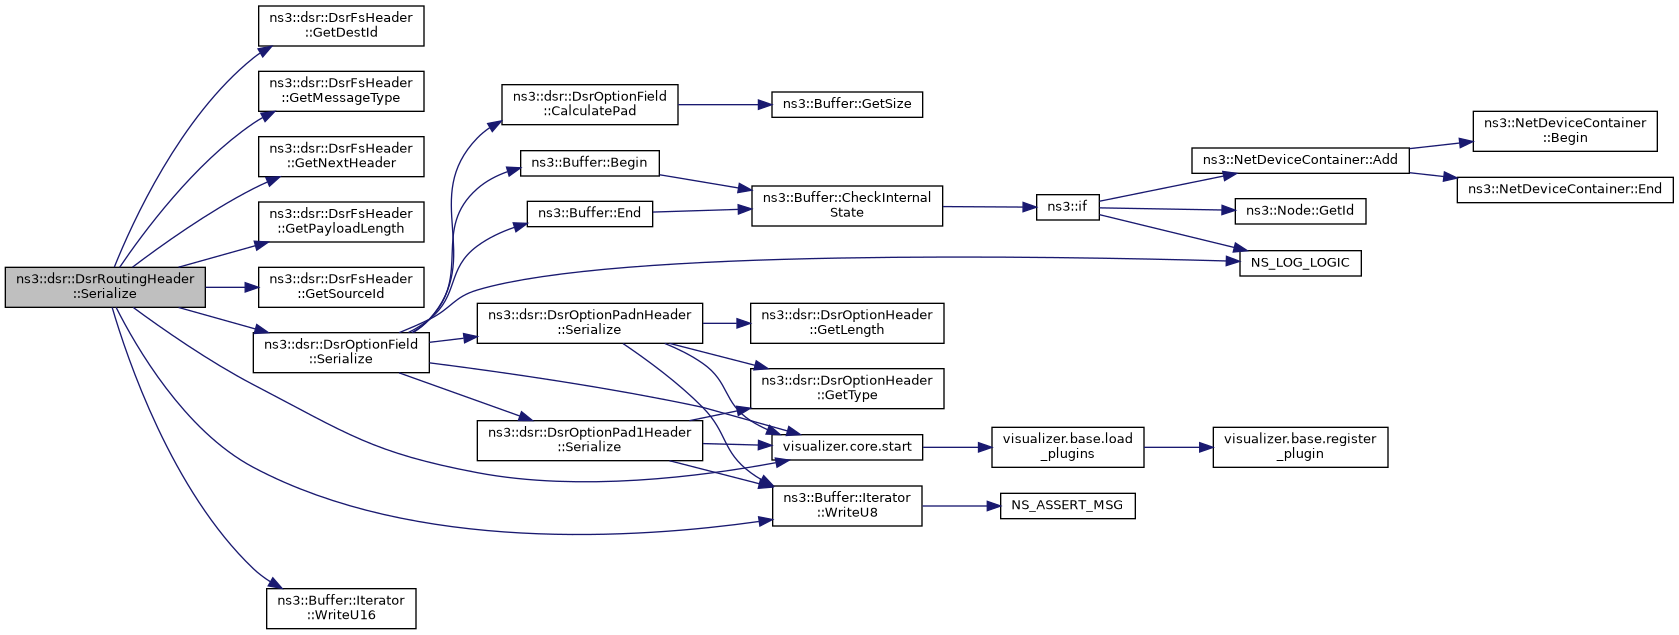 ns3::dsr::DsrRoutingHeader
::Serialize
ns3::dsr::DsrFsHeader
::GetDestId
ns3::dsr::DsrFsHeader
::GetMessageType
ns3::dsr::DsrFsHeader
::GetNextHeader
ns3::dsr::DsrFsHeader
::GetPayloadLength
ns3::dsr::DsrFsHeader
::GetSourceId
ns3::dsr::DsrOptionField
::Serialize
ns3::Buffer::Iterator
::WriteU16
ns3::dsr::DsrOptionField
::CalculatePad
ns3::Buffer::Begin
ns3::Buffer::End
ns3::dsr::DsrOptionPadnHeader
::Serialize
ns3::dsr::DsrOptionPad1Header
::Serialize
ns3::Buffer::GetSize
ns3::Buffer::CheckInternal
State
ns3::dsr::DsrOptionHeader
::GetLength
ns3::dsr::DsrOptionHeader
::GetType
visualizer.core.start
ns3::Buffer::Iterator
::WriteU8
ns3::if
visualizer.base.load
_plugins
NS_ASSERT_MSG
ns3::NetDeviceContainer::Add
ns3::Node::GetId
NS_LOG_LOGIC
visualizer.base.register
_plugin
ns3::NetDeviceContainer
::Begin
ns3::NetDeviceContainer::End